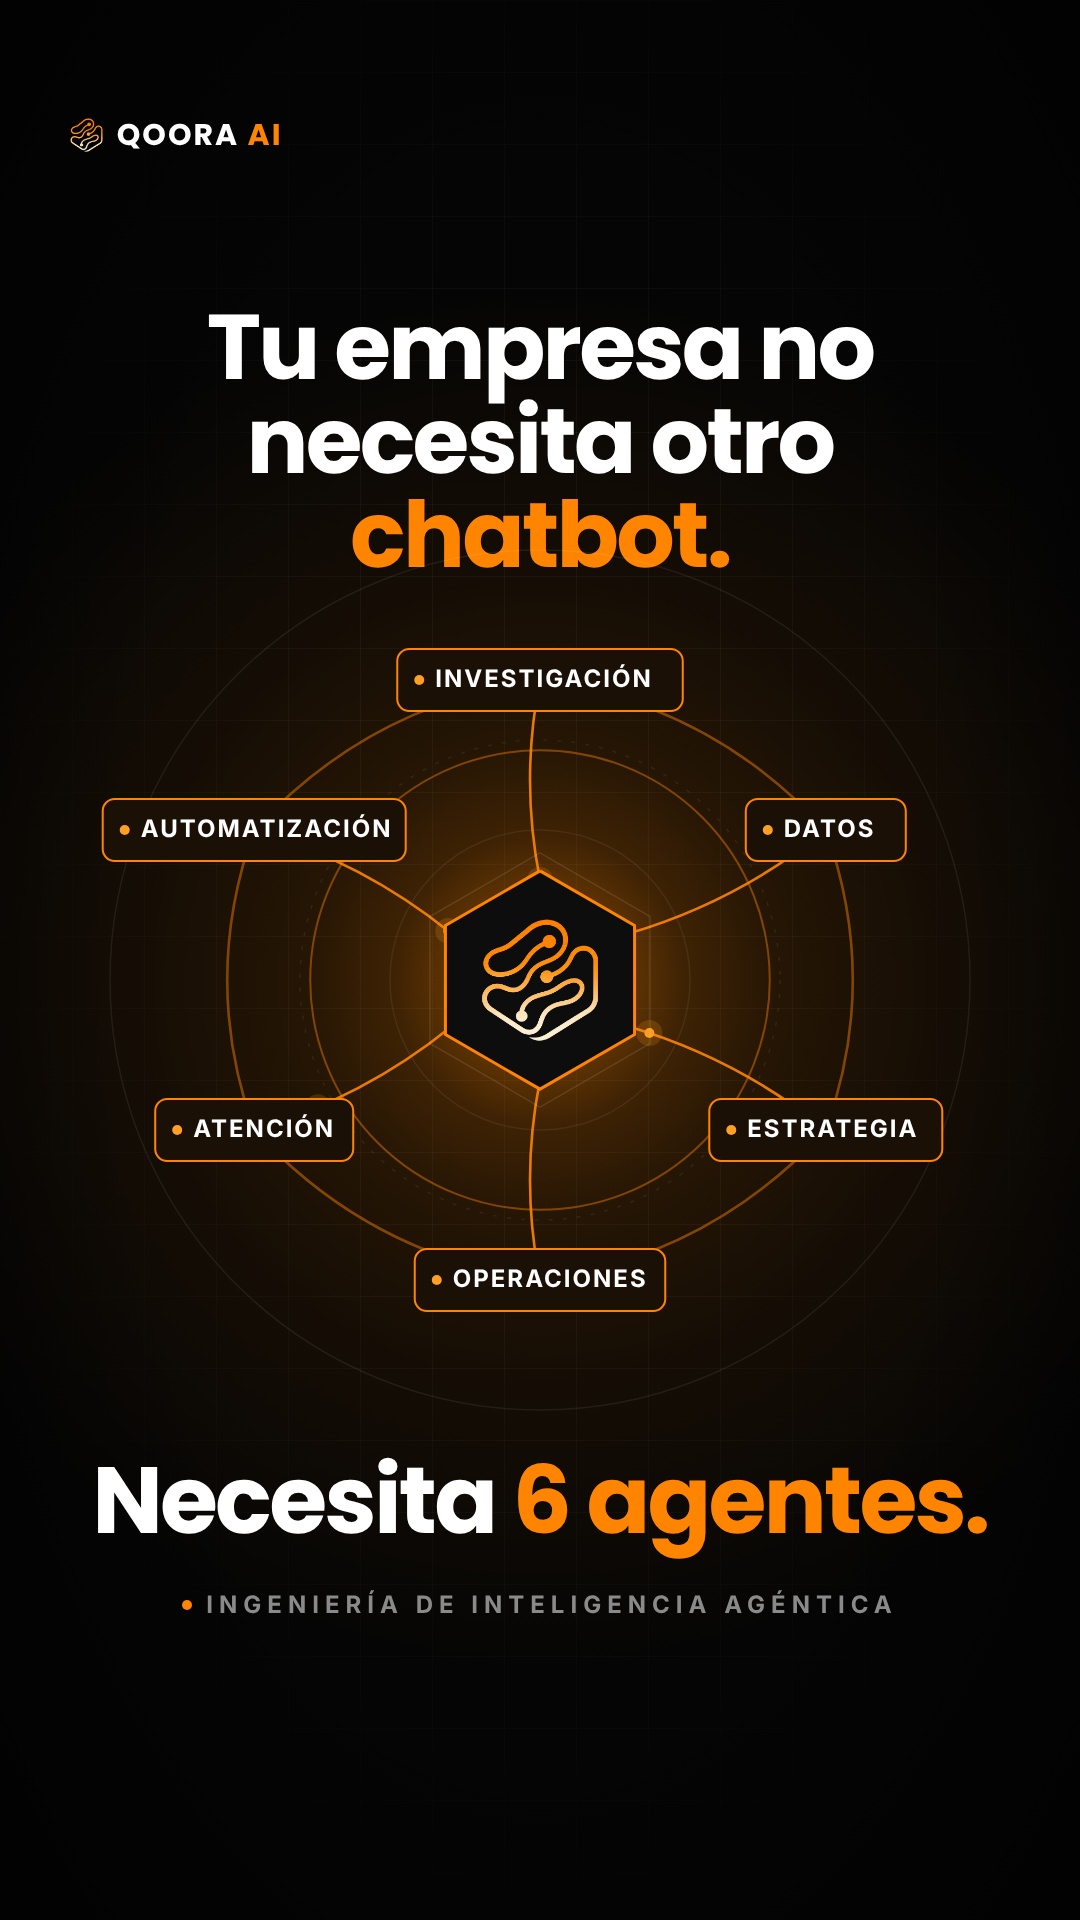 QOORA AI
Tu empresa no
necesita otro
chatbot.
INVESTIGACIÓN
AUTOMATIZACIÓN
DATOS
ATENCIÓN
ESTRATEGIA
OPERACIONES
Necesita 6 agentes.
INGENIERÍA DE INTELIGENCIA AGÉNTICA